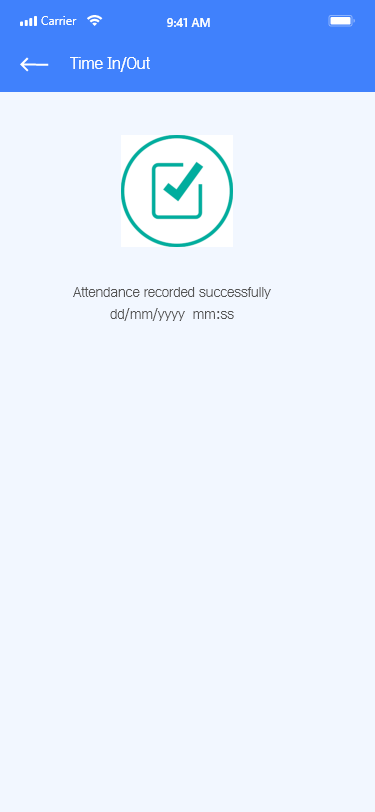 Carrier 9:41 AM
Time In/Out
Attendance recorded successfully
dd/mm/yyyy mm:ss